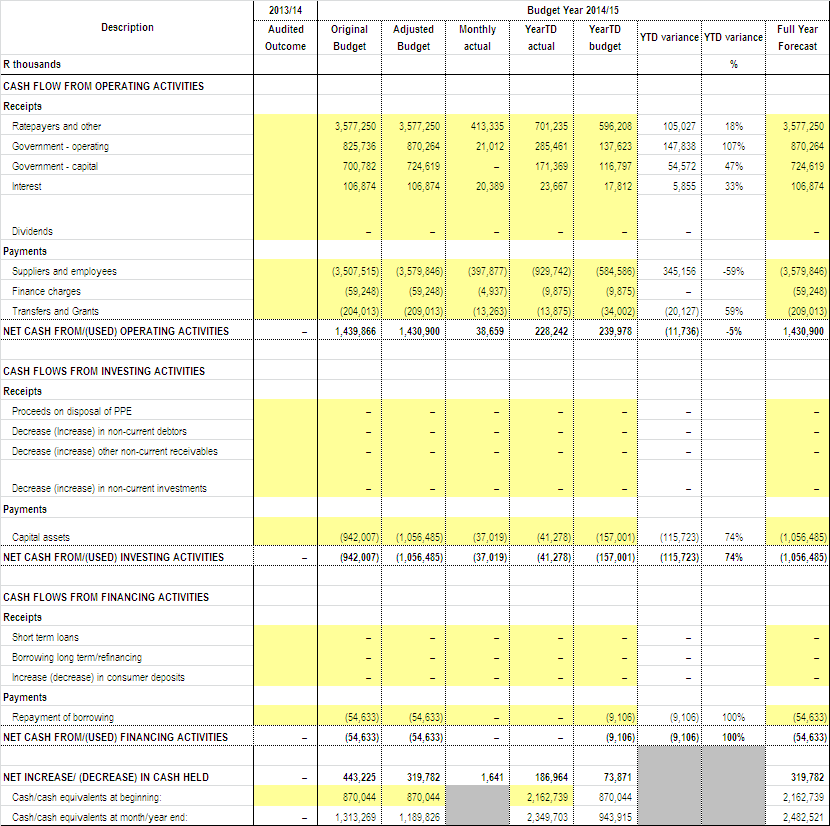 2013/14 Budget Year 2014/15
Description Audited Outcome Original Budget Adjusted Budget Monthly actual YearTD actual YearTD budget YTD variance YTD variance Full Year Forecast
R thousands %
CASH FLOW FROM OPERATING ACTIVITIES
Receipts
Ratepayers and other 3,577,250 3,577,250 413,335 701,235 596,208 105,027 18% 3,577,250
Government - operating 825,736 870,264 21,012 285,461 137,623 147,838 107% 870,264
Government - capital 700,782 724,619 – 171,369 116,797 54,572 47% 724,619
Interest 106,874 106,874 20,389 23,667 17,812 5,855 33% 106,874
Dividends – – – – – – –
Payments
Suppliers and employees (3,507,515) (3,579,846) (397,877) (929,742) (584,586) 345,156 -59% (3,579,846)
Finance charges (59,248) (59,248) (4,937) (9,875) (9,875) – (59,248)
Transfers and Grants (204,013) (209,013) (13,263) (13,875) (34,002) (20,127) 59% (209,013)
NET CASH FROM/(USED) OPERATING ACTIVITIES – 1,439,866 1,430,900 38,659 228,242 239,978 (11,736) -5% 1,430,900
CASH FLOWS FROM INVESTING ACTIVITIES
Receipts
Proceeds on disposal of PPE – – – – – – –
Decrease (Increase) in non-current debtors – – – – – – –
Decrease (increase) other non-current receivables – – – – – – –
Decrease (increase) in non-current investments – – – – – – –
Payments
Capital assets (942,007) (1,056,485) (37,019) (41,278) (157,001) (115,723) 74% (1,056,485)
NET CASH FROM/(USED) INVESTING ACTIVITIES – (942,007) (1,056,485) (37,019) (41,278) (157,001) (115,723) 74% (1,056,485)
CASH FLOWS FROM FINANCING ACTIVITIES
Receipts
Short term loans – – – – – – –
Borrowing long term/refinancing – – – – – – –
Increase (decrease) in consumer deposits – – – – – – –
Payments
Repayment of borrowing (54,633) (54,633) – – (9,106) (9,106) 100% (54,633)
NET CASH FROM/(USED) FINANCING ACTIVITIES – (54,633) (54,633) – – (9,106) (9,106) 100% (54,633)
NET INCREASE/ (DECREASE) IN CASH HELD – 443,225 319,782 1,641 186,964 73,871 319,782
Cash/cash equivalents at beginning: 870,044 870,044 2,162,739 870,044 2,162,739
Cash/cash equivalents at month/year end: – 1,313,269 1,189,826 2,349,703 943,915 2,482,521